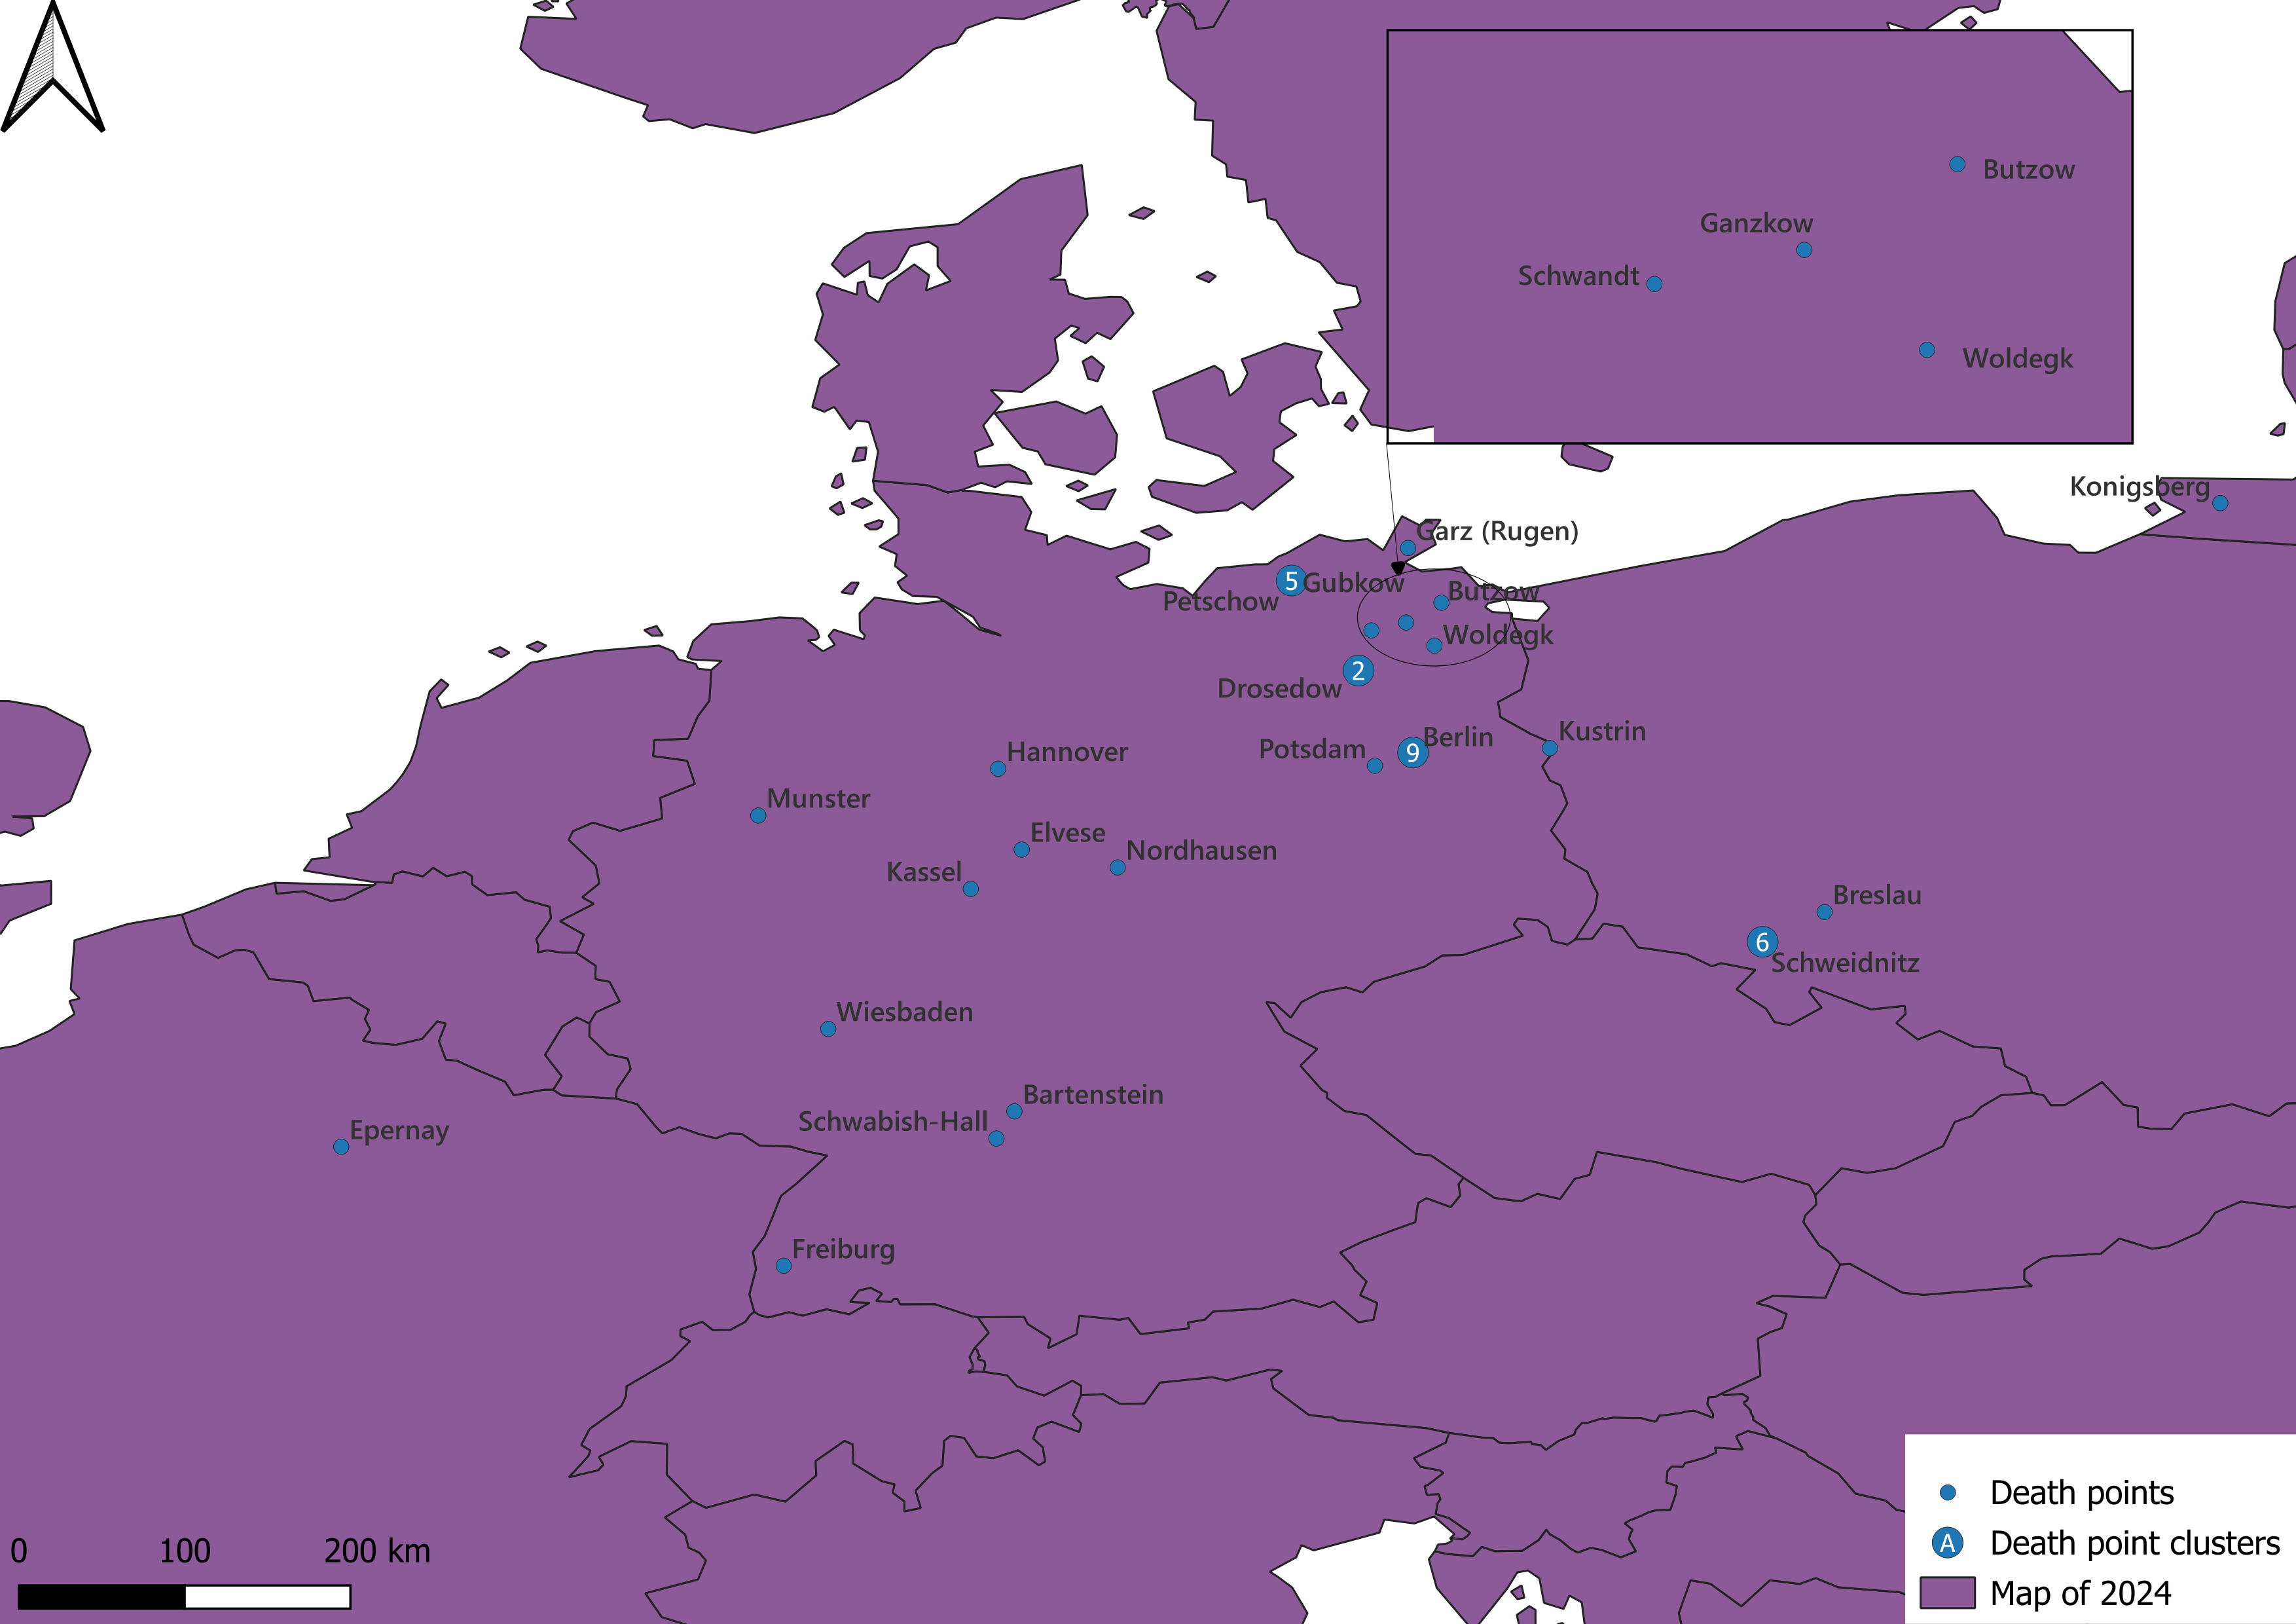 Butzow
Ganzkow
Schwandt
Woldegk
Konigsberg
Garz (Rugen)
5
Gubkow
Petschow
Butzow
Woldegk
2
Drosedow
Kustrin
Berlin
9
Potsdam
Hannover
Munster
Elvese
Nordhausen
Kassel
Breslau
6
Schweidnitz
Wiesbaden
Bartenstein
Schwabish-Hall
Epernay
Freiburg
Death points
A
Death point clusters
Map of 2024
0 100 200 km